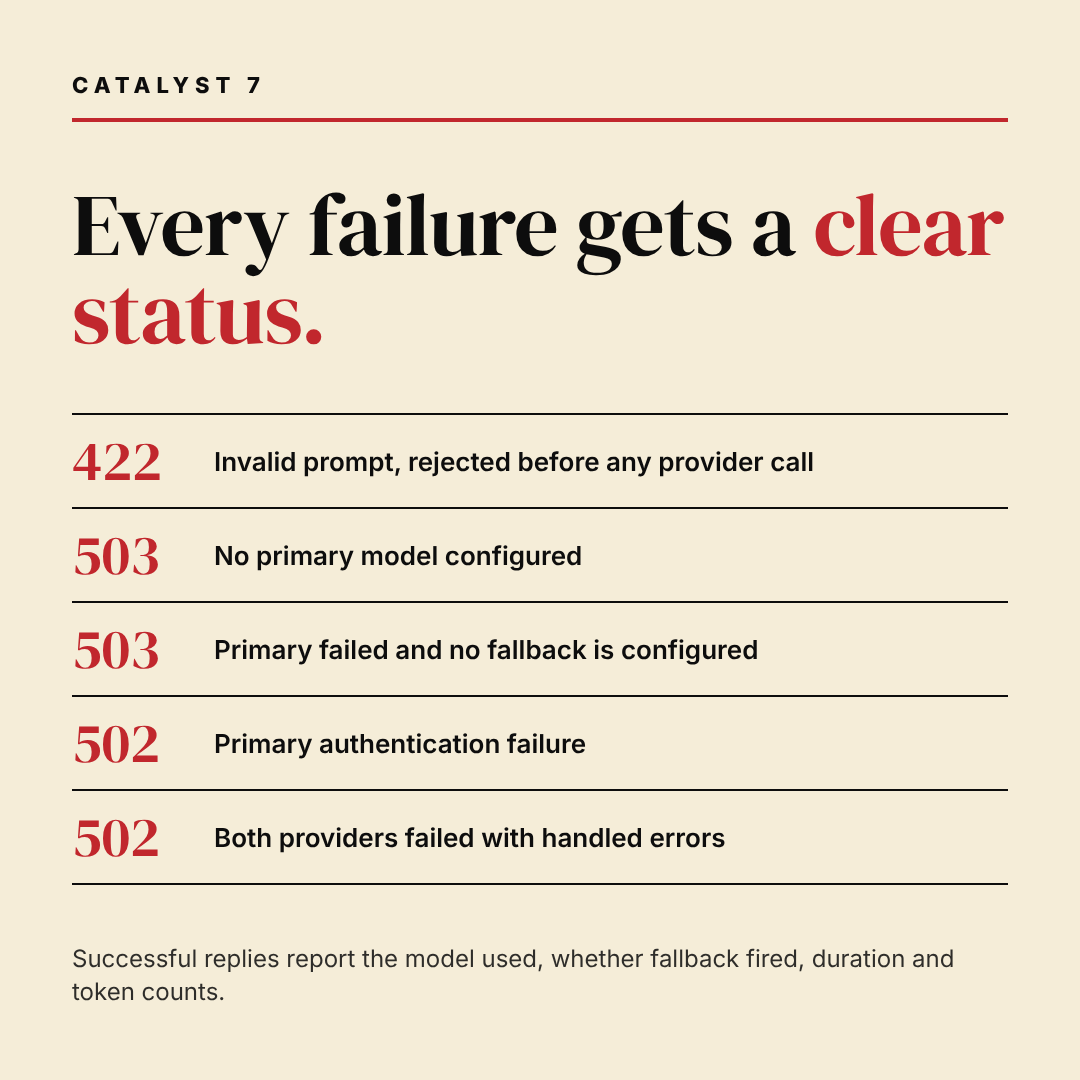 CATALYST 7
Every failure gets a clear
status.
422 Invalid prompt, rejected before any provider call
503 No primary model configured
503 Primary failed and no fallback is configured
502 Primary authentication failure
502 Both providers failed with handled errors
Successful replies report the model used, whether fallback fired, duration and
token counts.